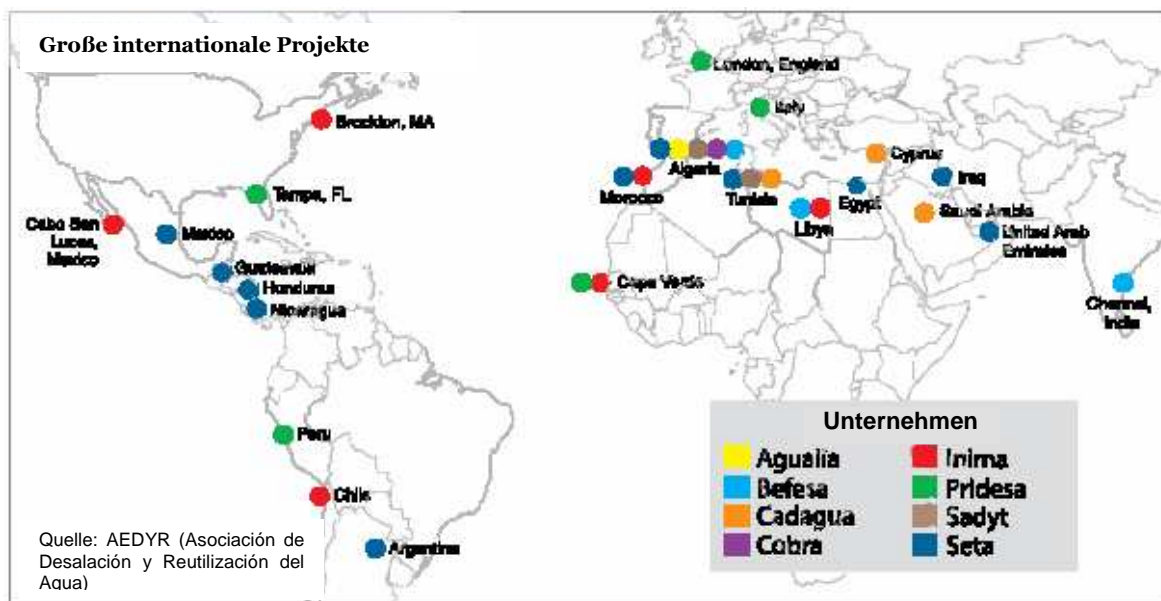 Große internationale Projekte
London, England
Italy
Brockton, MA
Algeria
Cyprus
Morocco
Tunisia
Egypt
Iraq
Tampa, FL
Saudi Arabia
Libya
United Arab
Emirates
Cabo San
Lucas,
Mexico
Mexico
Guatemala
Honduras
Nicaragua
Cape Verde
Chennai,
India
Peru
Chile
Argentina
Unternehmen
Agualia
Befesa
Cadagua
Cobra
Inima
Pridesa
Sadyt
Seta
Quelle: AEDYR (Asociación de
Desalación y Reutilización del
Agua)